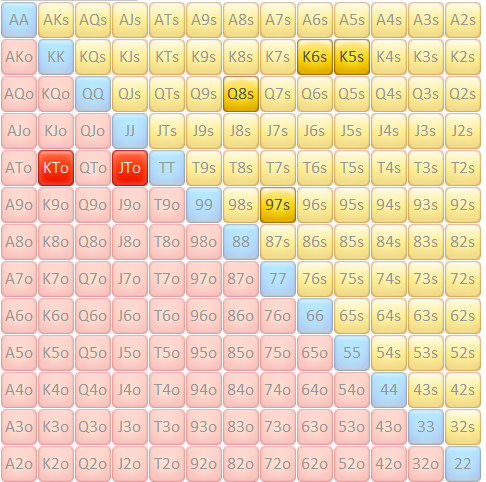 AA AKs AQs AJs ATs A9s A8s A7s A6s A5s A4s A3s A2s
AKo KK KQs KJs KTs K9s K8s K7s K6s K5s K4s K3s K2s
AQo KQo QQ QJs QTs Q9s Q8s Q7s Q6s Q5s Q4s Q3s Q2s
AJo KJo QJo JJ JTs J9s J8s J7s J6s J5s J4s J3s J2s
ATo KTo QTo JTo TT T9s T8s T7s T6s T5s T4s T3s T2s
A9o K9o Q9o J9o T9o 99 98s 97s 96s 95s 94s 93s 92s
A8o K8o Q8o J8o T8o 98o 88 87s 86s 85s 84s 83s 82s
A7o K7o Q7o J7o T7o 97o 87o 77 76s 75s 74s 73s 72s
A6o K6o Q6o J6o T6o 96o 86o 76o 66 65s 64s 63s 62s
A5o K5o Q5o J5o T5o 95o 85o 75o 65o 55 54s 53s 52s
A4o K4o Q4o J4o T4o 94o 84o 74o 64o 54o 44 43s 42s
A3o K3o Q3o J3o T3o 93o 83o 73o 63o 53o 43o 33 32s
A2o K2o Q2o J2o T2o 92o 82o 72o 62o 52o 42o 32o 22